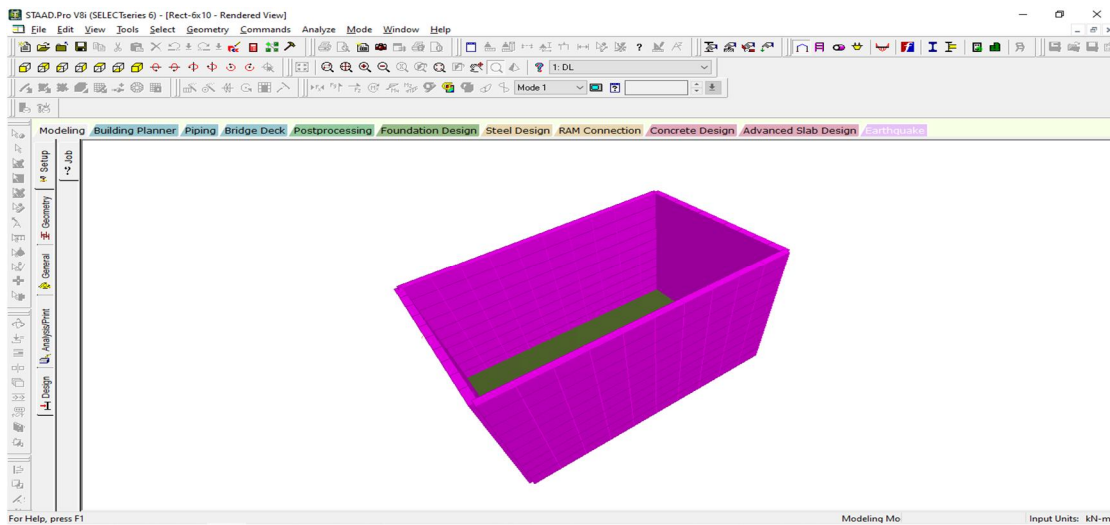 STAAD.Pro V8i (SELECTseries 6) - [Rect-6x10 - Rendered View]
File Edit View Tools Select Geometry Commands Analyze Mode Window Help
1: DL
Mode 1
Modeling Building Planner Piping Bridge Deck Postprocessing Foundation Design Steel Design RAM Connection Concrete Design Advanced Slab Design Earthquake
Setup
? Job
Geometry
General
Analysis/Print
Design
For Help, press F1
Modeling Mo
Input Units: kN-m